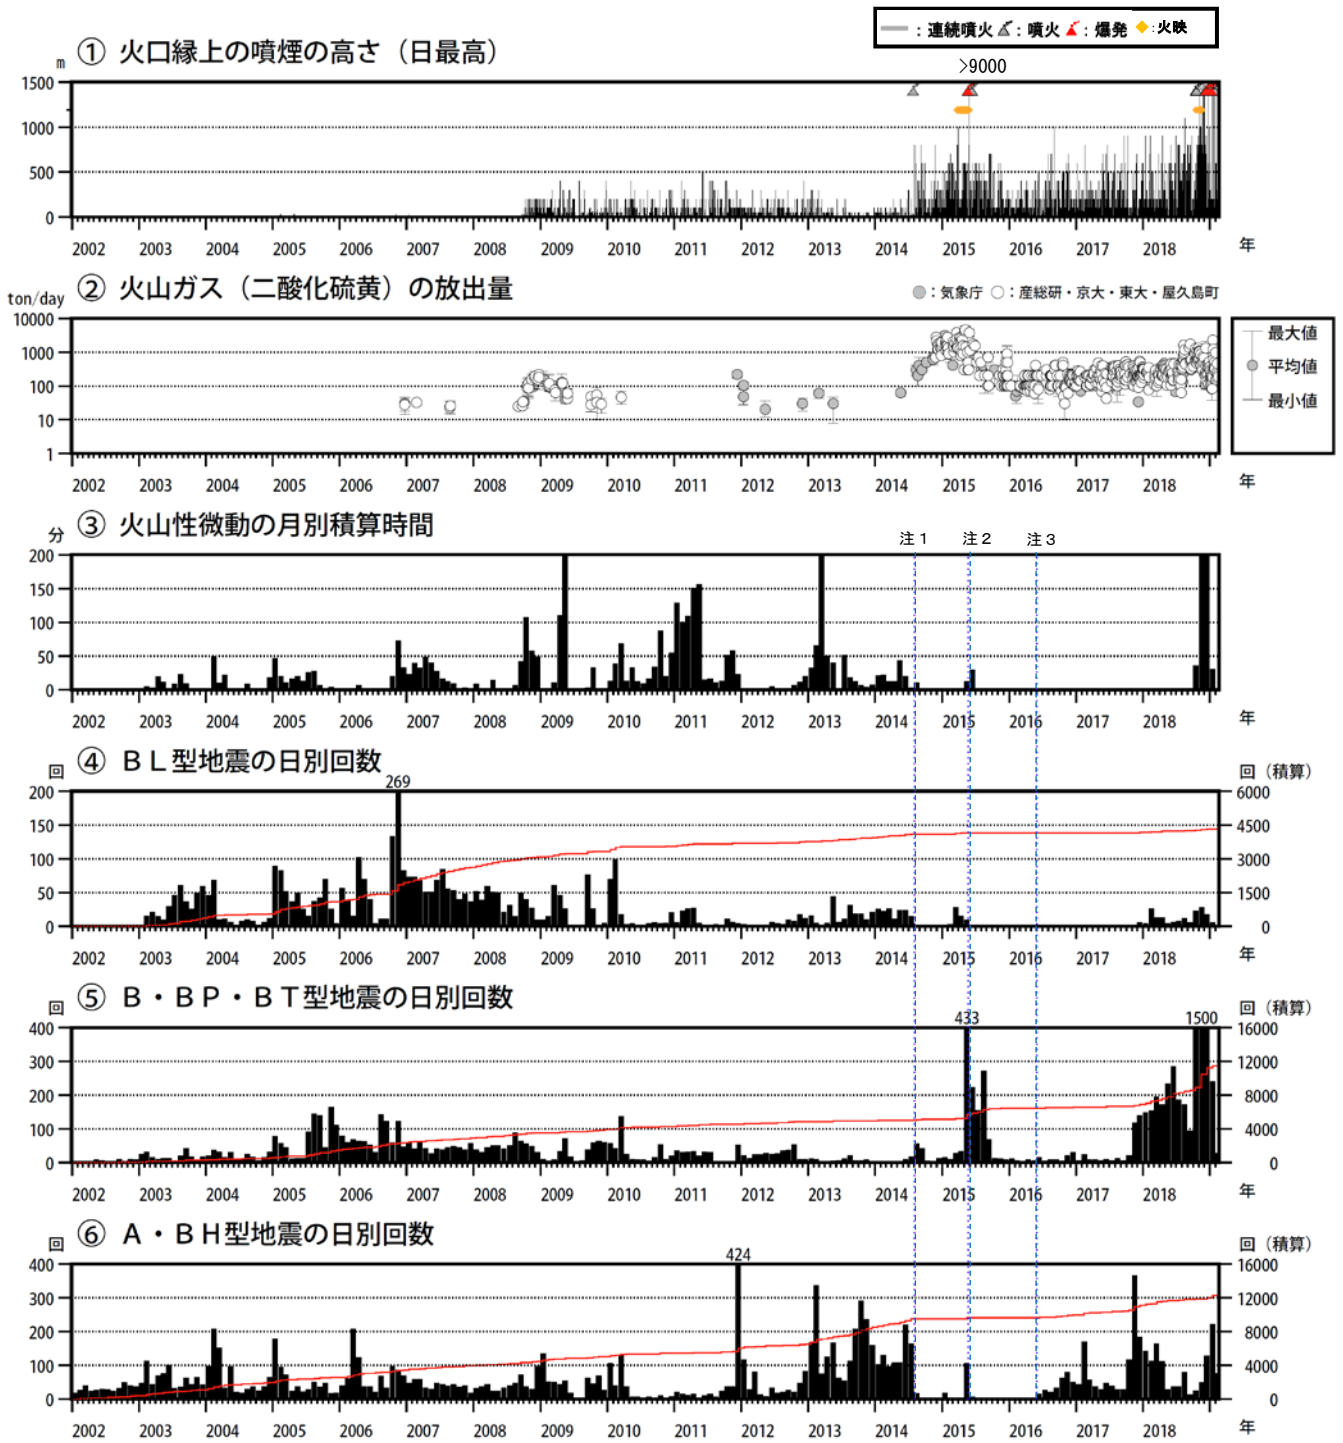 ：連続噴火 ：噴火 ：爆発 ：火映
① 火口縁上の噴煙の高さ（日最高）
m
>9000
1500
1000
500
0
2002 2003 2004 2005 2006 2007 2008 2009 2010 2011 2012 2013 2014 2015 2016 2017 2018 年
② 火山ガス（二酸化硫黄）の放出量
ton/day
：気象庁 ：産総研・京大・東大・屋久島町
10000
1000
100
10
1
最大値
平均値
最小値
2002 2003 2004 2005 2006 2007 2008 2009 2010 2011 2012 2013 2014 2015 2016 2017 2018 年
③ 火山性微動の月別積算時間
分
注１ 注２ 注３
200
150
100
50
0
2002 2003 2004 2005 2006 2007 2008 2009 2010 2011 2012 2013 2014 2015 2016 2017 2018 年
④ ＢＬ型地震の日別回数
回 回（積算）
269
200 6000
150 4500
100 3000
50 1500
0 0
2002 2003 2004 2005 2006 2007 2008 2009 2010 2011 2012 2013 2014 2015 2016 2017 2018 年
⑤ Ｂ・ＢＰ・ＢＴ型地震の日別回数
回 回（積算）
433 1500
400 16000
300 12000
200 8000
100 4000
0 0
2002 2003 2004 2005 2006 2007 2008 2009 2010 2011 2012 2013 2014 2015 2016 2017 2018 年
⑥ Ａ・ＢＨ型地震の日別回数
回 回（積算）
424
400 16000
300 12000
200 8000
100 4000
0 0
2002 2003 2004 2005 2006 2007 2008 2009 2010 2011 2012 2013 2014 2015 2016 2017 2018 年